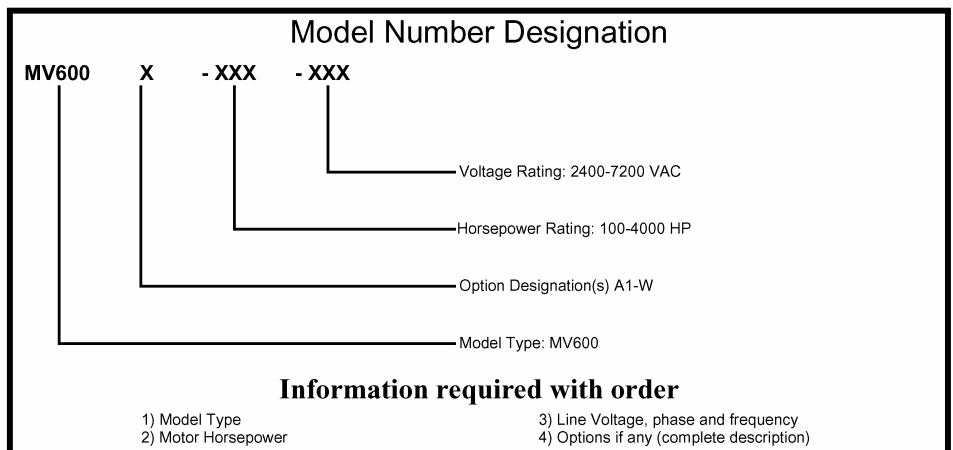 Model Number Designation
MV600 X - XXX - XXX
Voltage Rating: 2400-7200 VAC
Horsepower Rating: 100-4000 HP
Option Designation(s) A1-W
Model Type: MV600
Information required with order
1) Model Type
2) Motor Horsepower
3) Line Voltage, phase and frequency
4) Options if any (complete description)